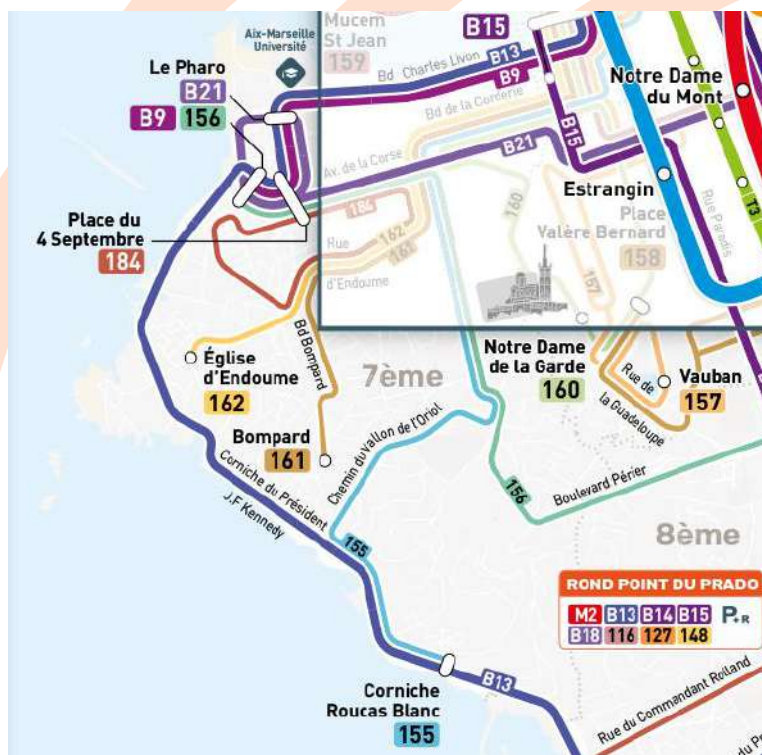 Mucem
St Jean
159
B15
Aix-Marseille
Université
Le Pharo
B21
B9 156
Bd Charles Livon
B13
B9
Notre Dame
du Mont
Bd de la Corderie
B15
B21
Av. de la Corse
Estrangin
T3
160
Place
Valère Bernard
158
Rue Paradis
Place du
4 Septembre
184
184
Rue
d'Endoume
162
161
157
Église
d'Endoume
162
Bd Bompard
7ème
Notre Dame
de la Garde
160
Rue de
la Guadeloupe
Vauban
157
Bompard
161
Chemin du vallon de l'Oriol
Corniche du Président
J.F Kennedy
156
Boulevard Périer
155
8ème
ROND POINT DU PRADO
M2 B13 B14 B15 P+R
B18 116 127 148
B13
Corniche
Roucas Blanc
155
Rue du Commandant Rolland
du